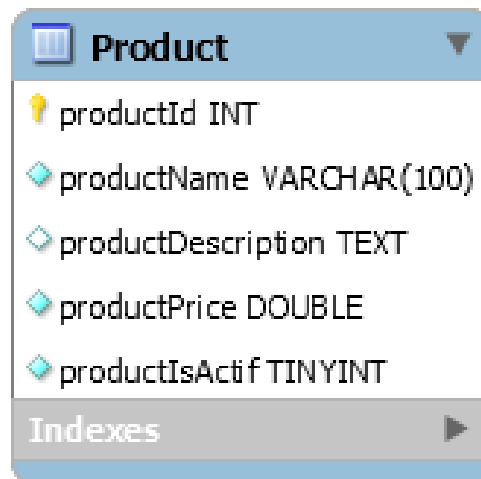 Product
productId INT
productName VARCHAR(100)
productDescription TEXT
productPrice DOUBLE
productIsActif TINYINT
Indexes